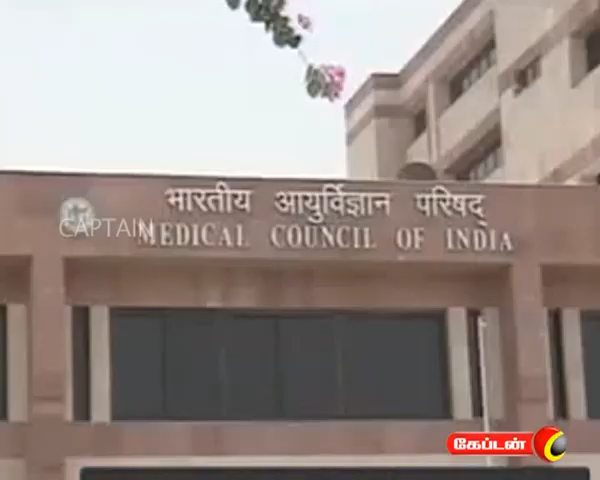 भारतीय आयुर्विज्ञान परिषद्
CAPTAIN
MEDICAL COUNCIL OF INDIA
கேப்டன்